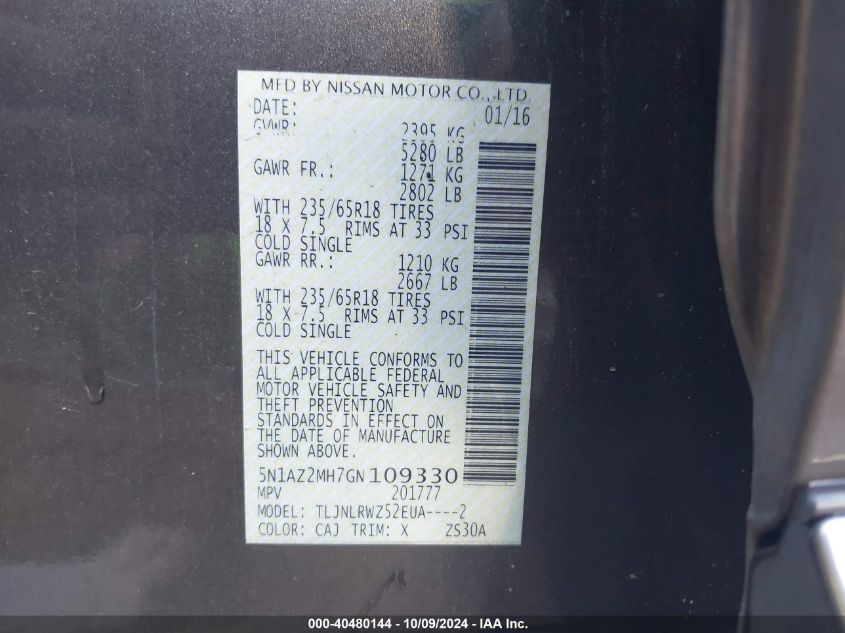 MFD BY NISSAN MOTOR CO., LTD.
DATE: 01/16
GVWR: 2395 KG
5280 LB
GAWR FR.: 1271 KG
2802 LB
WITH 235/65R18 TIRES
18 X 7.5 RIMS AT 33 PSI
COLD SINGLE
GAWR RR.: 1210 KG
2667 LB
WITH 235/65R18 TIRES
18 X 7.5 RIMS AT 33 PSI
COLD SINGLE
THIS VEHICLE CONFORMS TO
ALL APPLICABLE FEDERAL
MOTOR VEHICLE SAFETY AND
THEFT PREVENTION
STANDARDS IN EFFECT ON
THE DATE OF MANUFACTURE
SHOWN ABOVE.
5N1AZ2MH7GN109330
MPV 201777
MODEL: TLJNLRWZ52EUA----2
COLOR: CAJ TRIM: X ZS30A
000-40480144 - 10/09/2024 - IAA Inc.